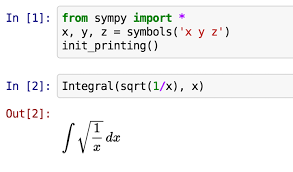 In [1]: from sympy import *
x, y, z = symbols('x y z')
init_printing()
In [2]: Integral(sqrt(1/x), x)
Out[2]:
∫ √(1/x) dx